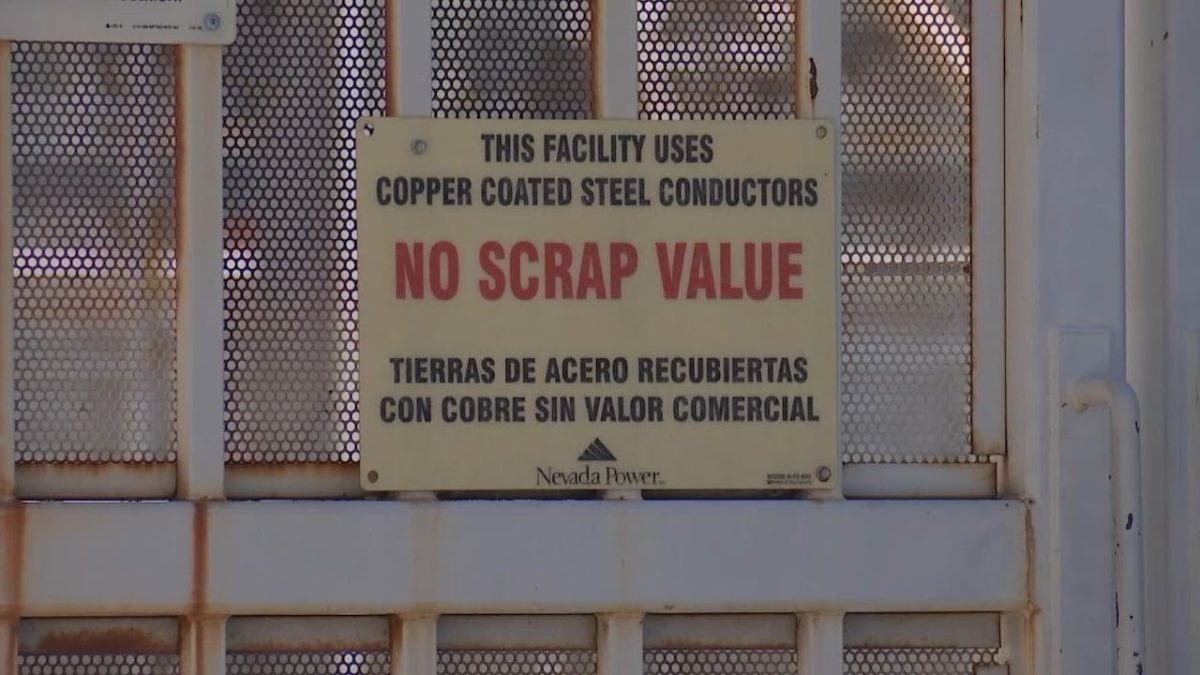 THIS FACILITY USES
COPPER COATED STEEL CONDUCTORS
NO SCRAP VALUE
TIERRAS DE ACERO RECUBIERTAS
CON COBRE SIN VALOR COMERCIAL
Nevada Power